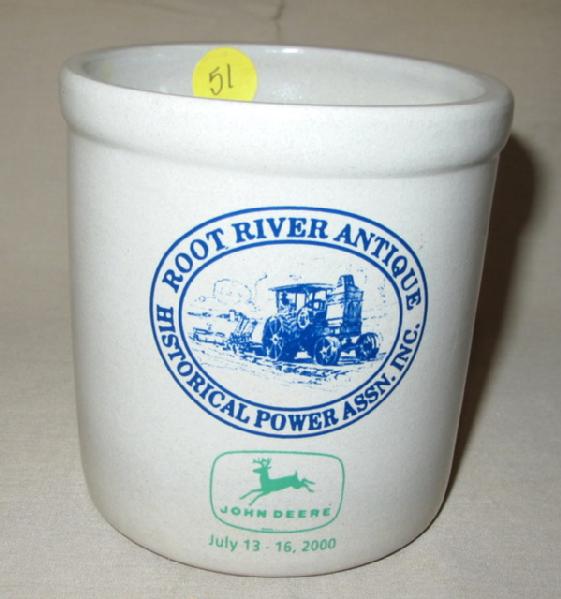 51
ROOT RIVER ANTIQUE
HISTORICAL POWER ASSN. INC.
JOHN DEERE
July 13 - 16, 2000